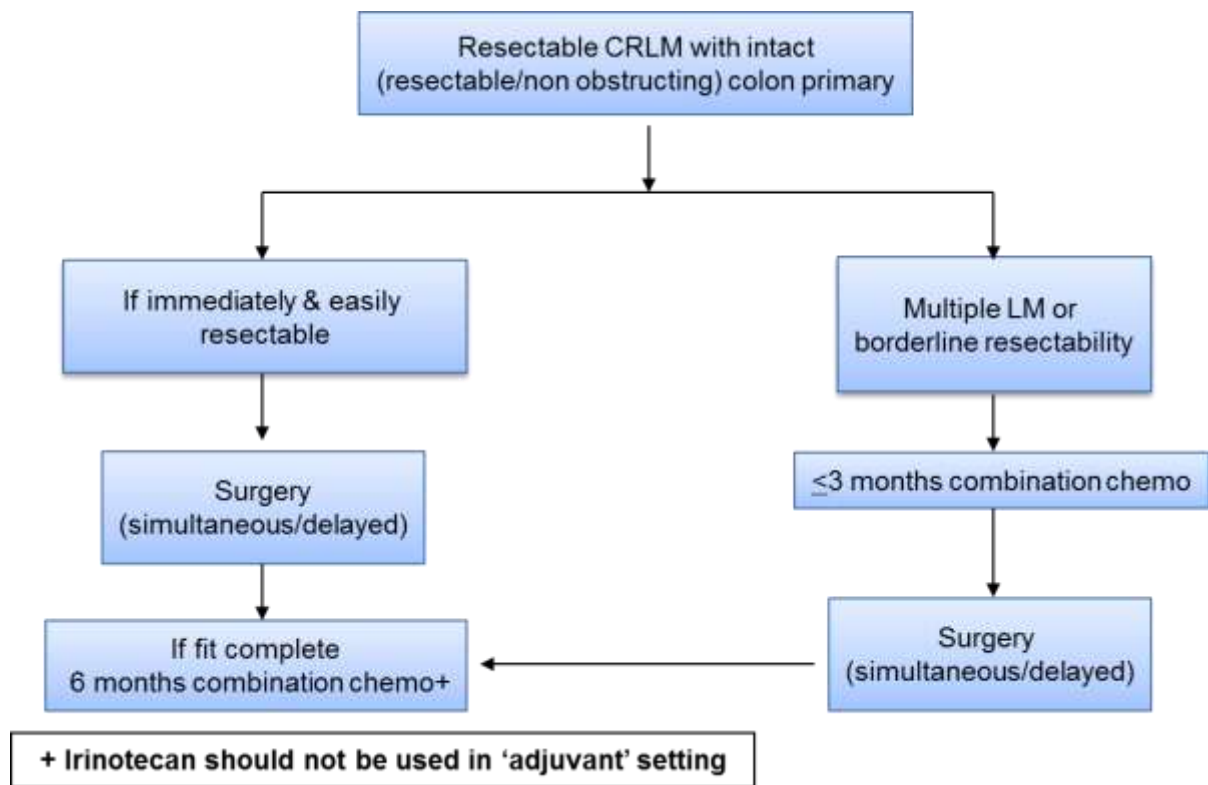 Resectable CRLM with intact
(resectable/non obstructing) colon primary
If immediately & easily
resectable
Multiple LM or
borderline resectability
Surgery
(simultaneous/delayed)
≤3 months combination chemo
If fit complete
6 months combination chemo+
Surgery
(simultaneous/delayed)
+ Irinotecan should not be used in ‘adjuvant’ setting